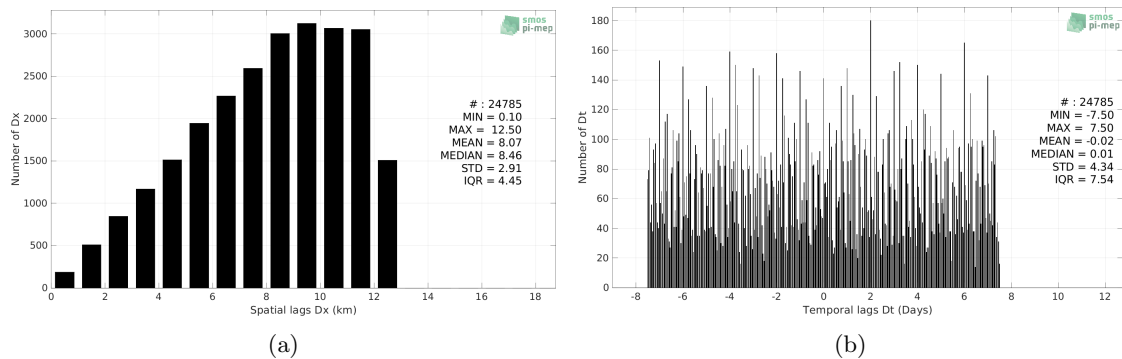 smos
pi-mep
3000
2500
2000
1500
1000
500
0
Number of Dx
# : 24785
MIN = 0.10
MAX = 12.50
MEAN = 8.07
MEDIAN = 8.46
STD = 2.91
IQR = 4.45
0 2 4 6 8 10 12 14 16 18
Spatial lags Dx (km)
(a)
smos
pi-mep
180
160
140
120
100
80
60
40
20
0
Number of Dt
# : 24785
MIN = -7.50
MAX = 7.50
MEAN = -0.02
MEDIAN = 0.01
STD = 4.34
IQR = 7.54
-8 -6 -4 -2 0 2 4 6 8 10 12
Temporal lags Dt (Days)
(b)